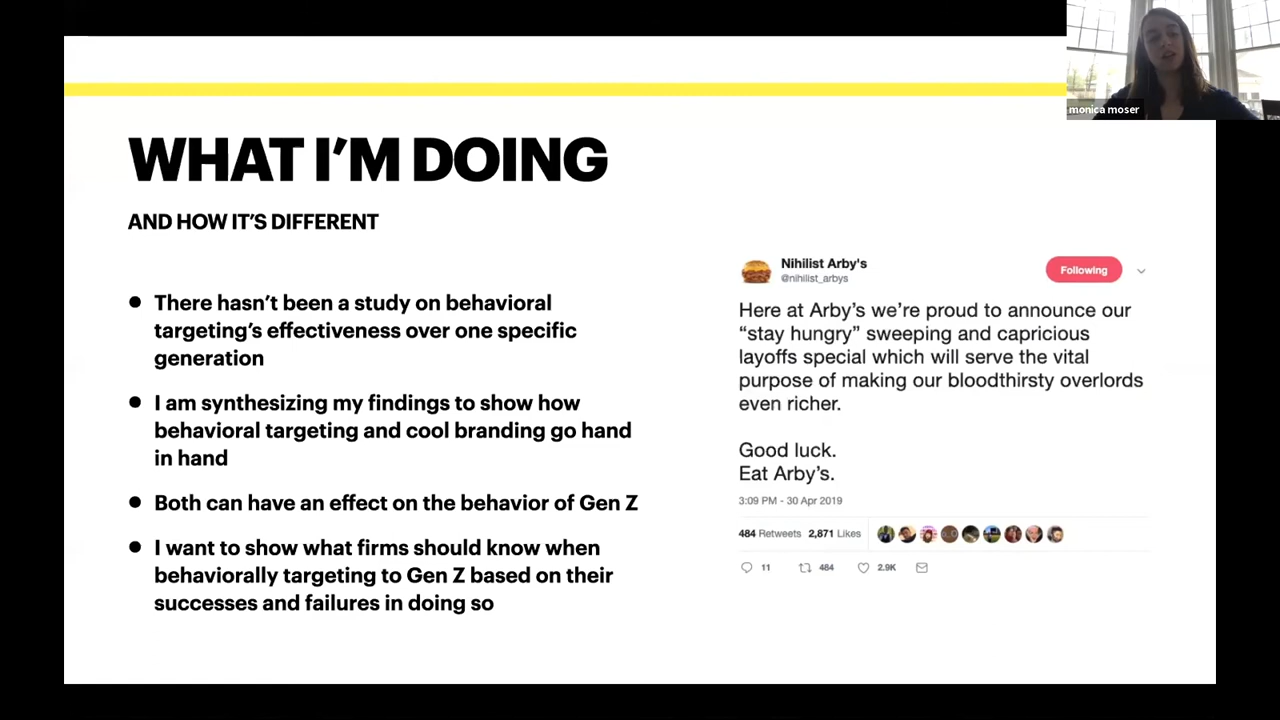 monica moser
WHAT I'M DOING
AND HOW IT'S DIFFERENT
• There hasn't been a study on behavioral
targeting's effectiveness over one specific
generation
• I am synthesizing my findings to show how
behavioral targeting and cool branding go hand
in hand
• Both can have an effect on the behavior of Gen Z
• I want to show what firms should know when
behaviorally targeting to Gen Z based on their
successes and failures in doing so
Nihilist Arby's
@nihilist_arbys
Following
Here at Arby's we're proud to announce our
“stay hungry” sweeping and capricious
layoffs special which will serve the vital
purpose of making our bloodthirsty overlords
even richer.
Good luck.
Eat Arby's.
3:09 PM - 30 Apr 2019
484 Retweets 2,871 Likes
11 484 2.9K